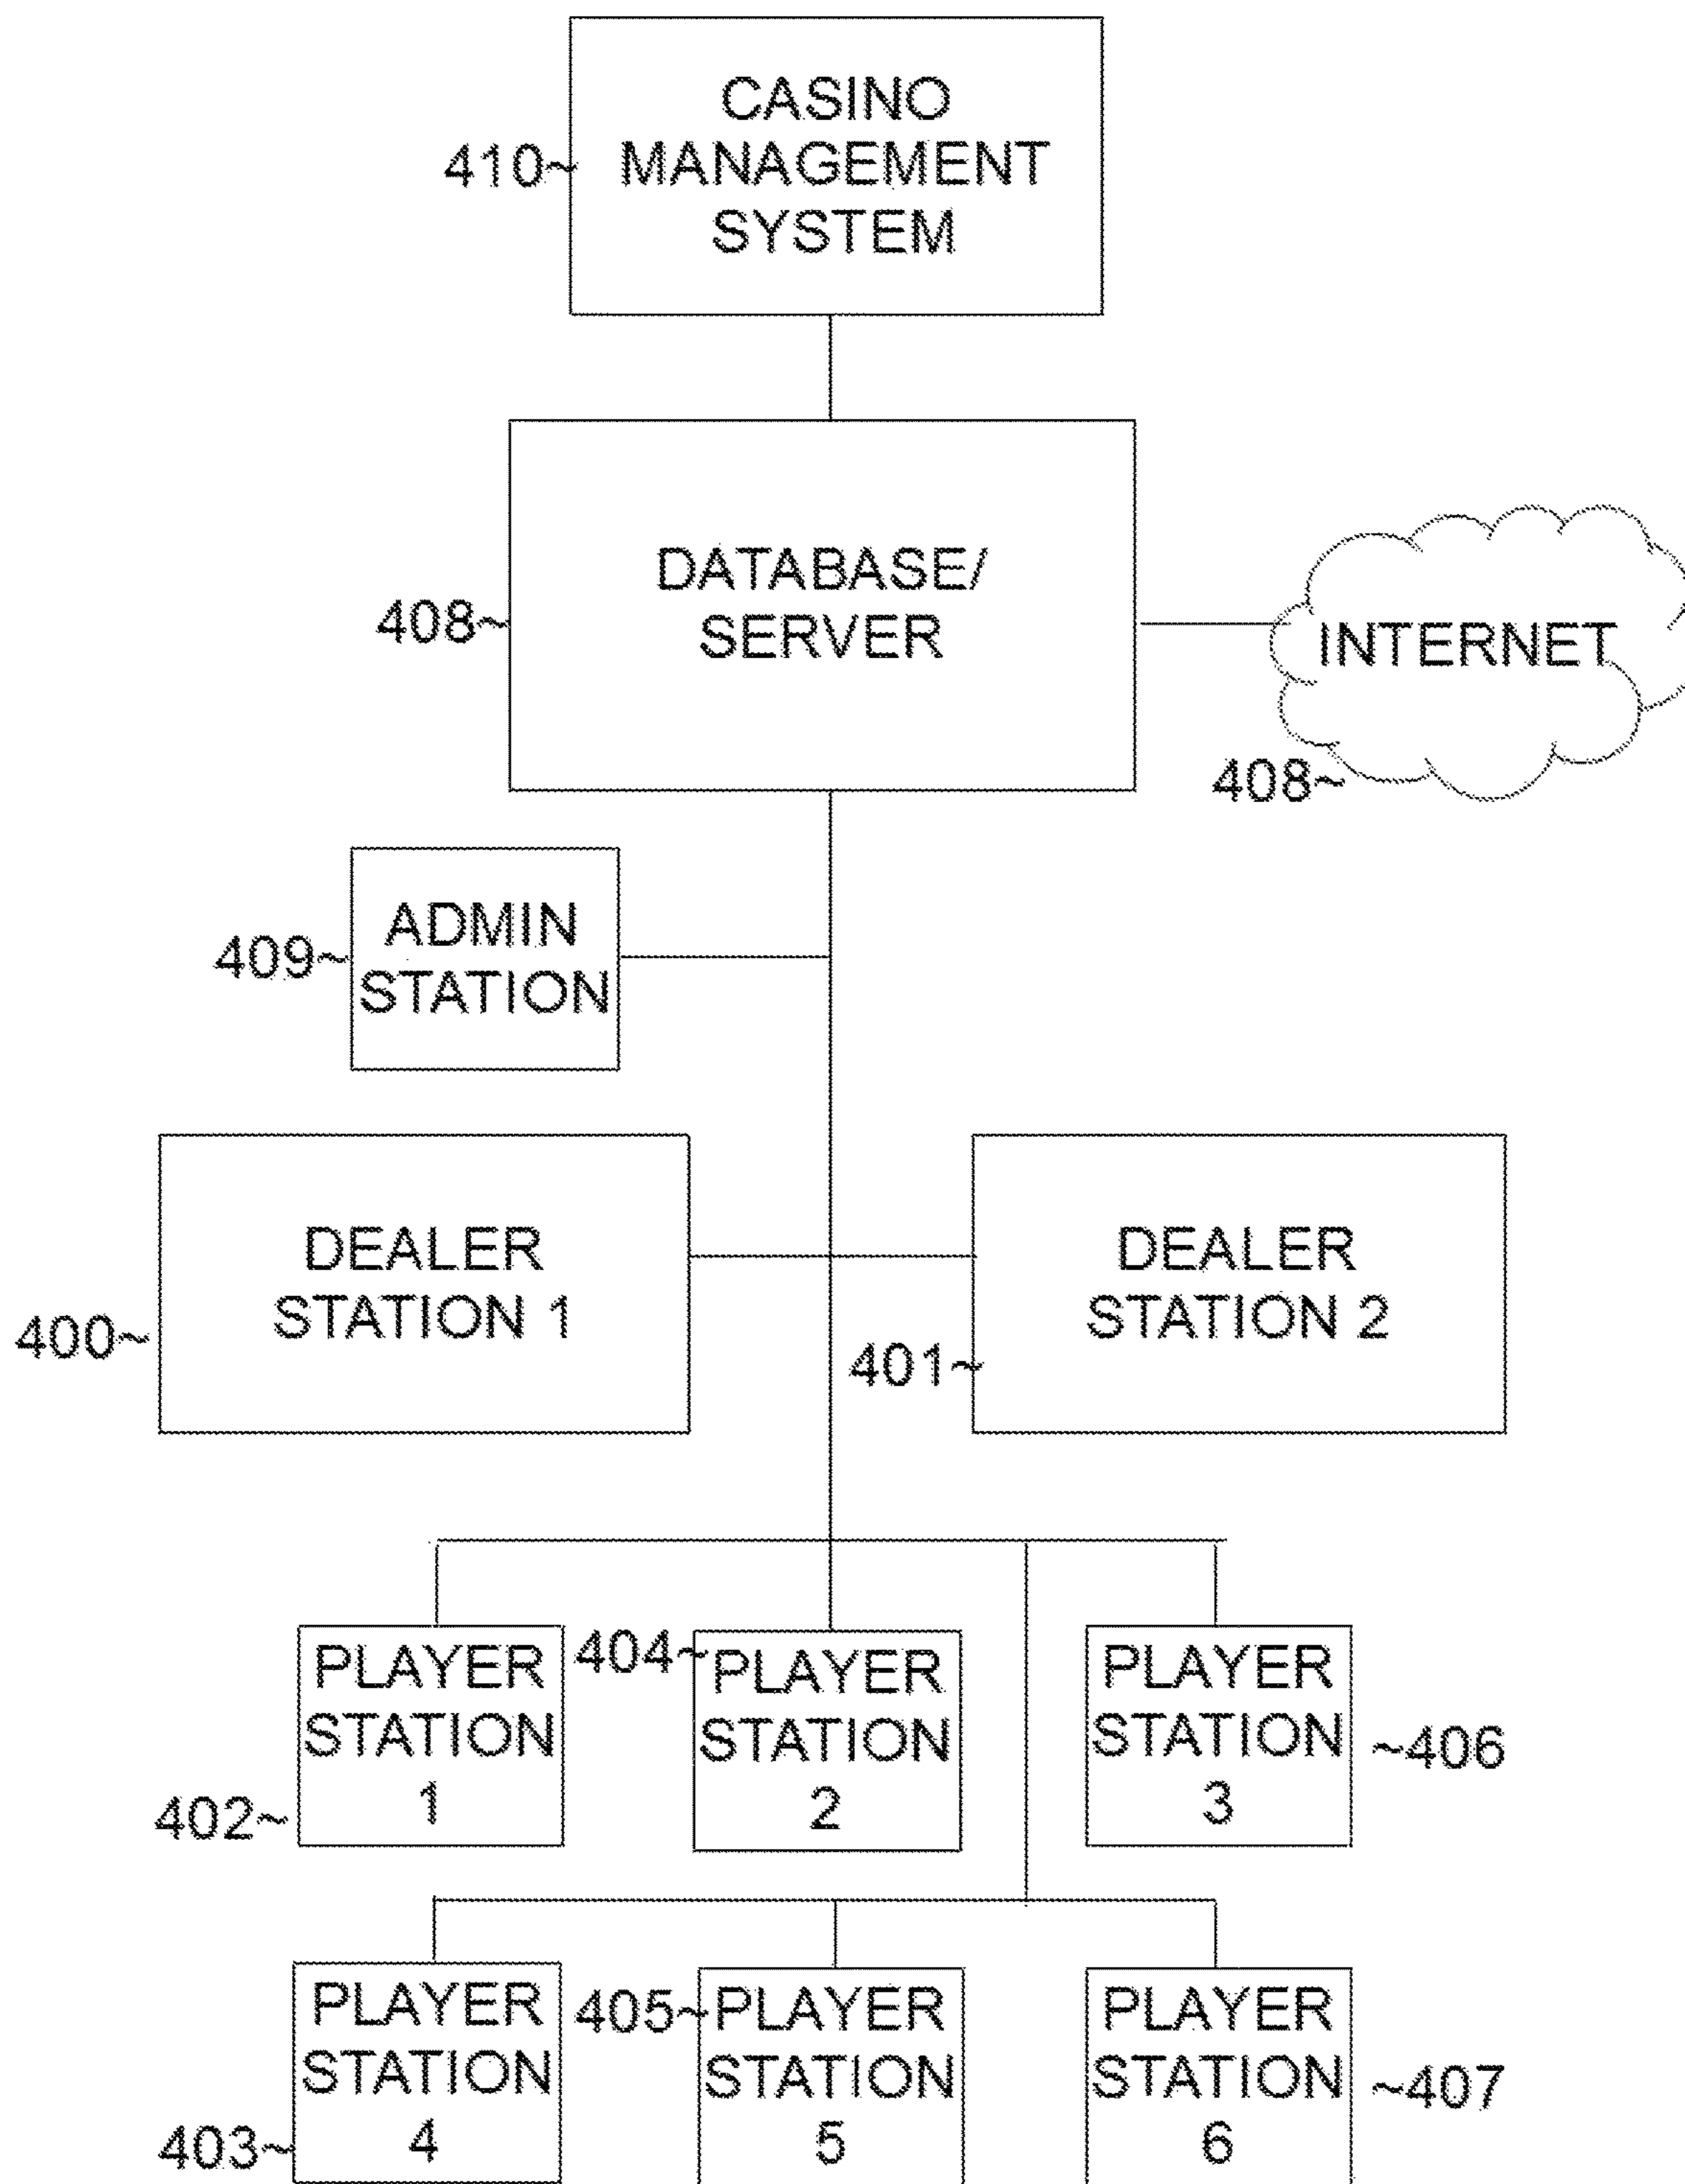 CASINO
410~ MANAGEMENT
SYSTEM
DATABASE/
408~ SERVER
INTERNET
408~
ADMIN
409~ STATION
DEALER
STATION 1
400~
DEALER
STATION 2
401~
PLAYER
STATION
1
402~
404~ PLAYER
STATION
2
PLAYER
STATION
3
~406
PLAYER
STATION
4
403~
405~ PLAYER
STATION
5
PLAYER
STATION
6
~407